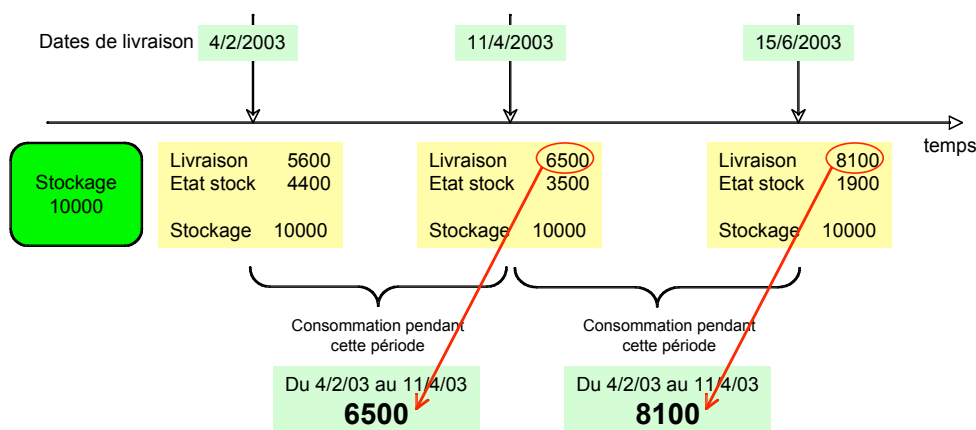 Dates de livraison 4/2/2003 11/4/2003 15/6/2003
temps
Stockage
10000
Livraison 5600
Etat stock 4400
Stockage 10000
Livraison 6500
Etat stock 3500
Stockage 10000
Livraison 8100
Etat stock 1900
Stockage 10000
Consommation pendant
cette période
Consommation pendant
cette période
Du 4/2/03 au 11/4/03
6500
Du 4/2/03 au 11/4/03
8100